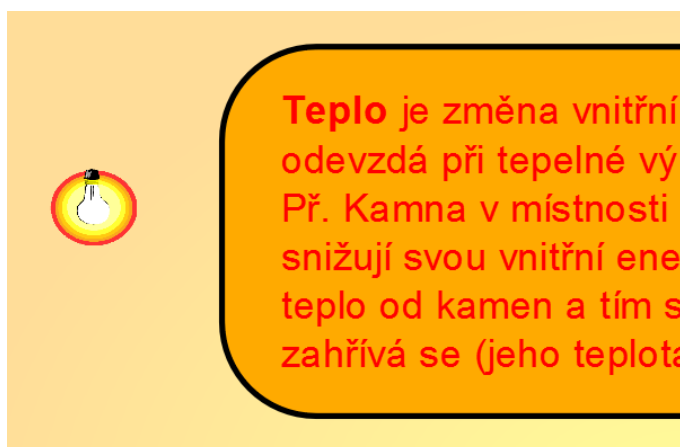 Teplo je změna vnitřní
odevzdá při tepelné vý
Př. Kamna v místnosti
snižují svou vnitřní ene
teplo od kamen a tím s
zahřívá se (jeho teplota